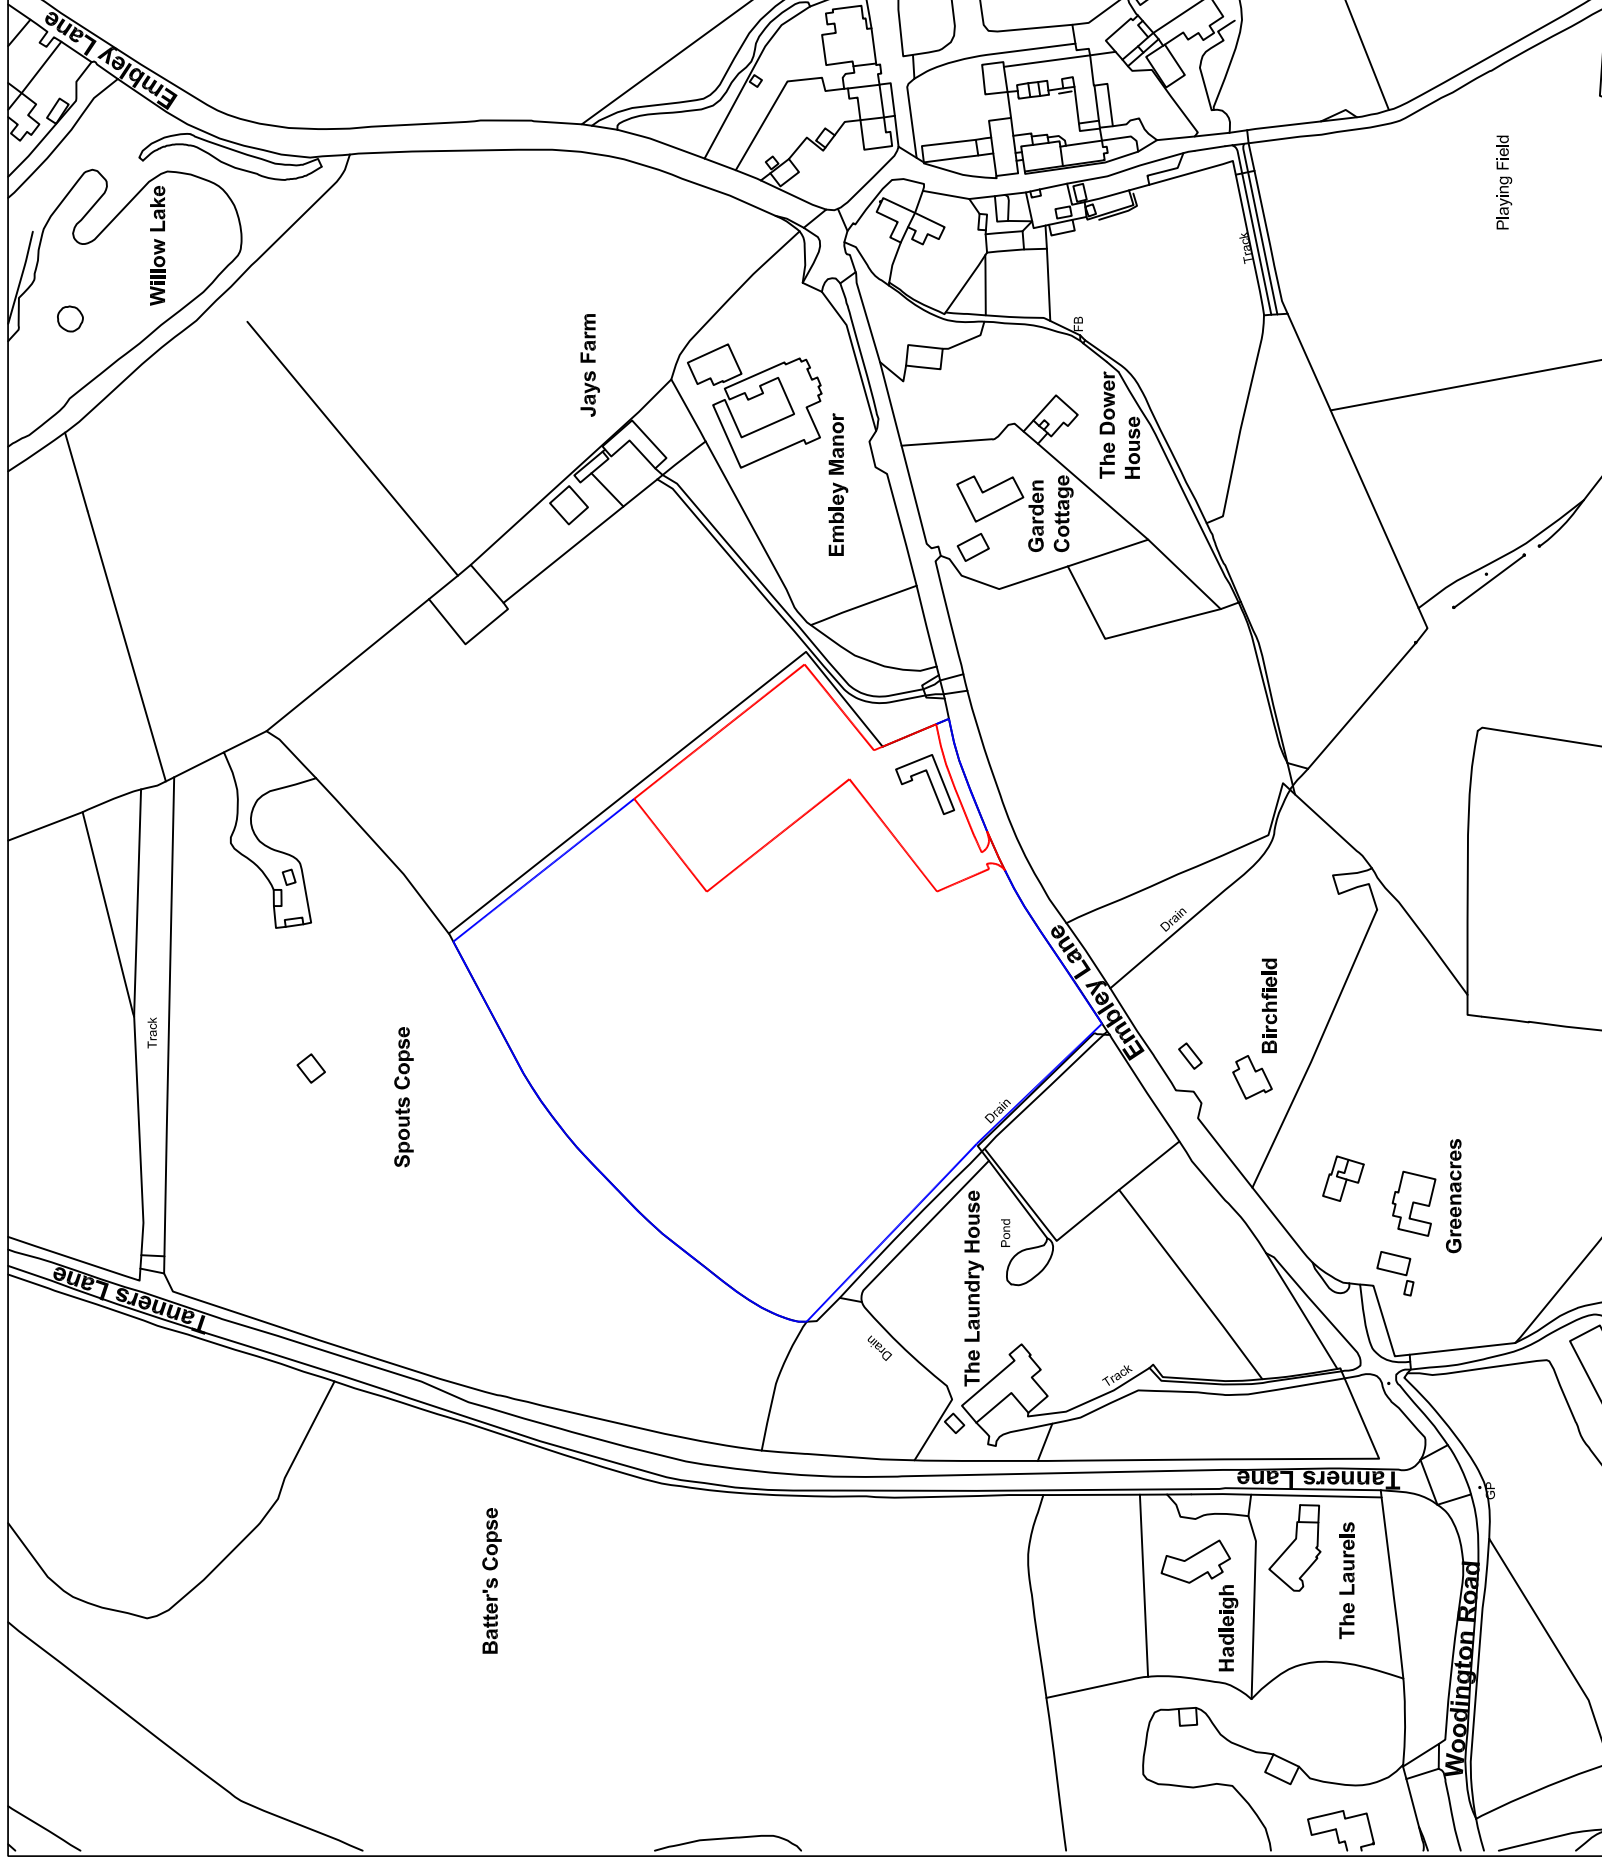 Embley Lane
Willow Lake
Jays Farm
Embley Manor
Garden
Cottage
The Dower
House
FB
Track
Playing Field
Track
Spouts Copse
Drain
Embley Lane
Birchfield
Drain
Pond
The Laundry House
Greenacres
Tanners Lane
Drain
Track
Tanners Lane
GP
Batter's Copse
Hadleigh
The Laurels
Woodington Road